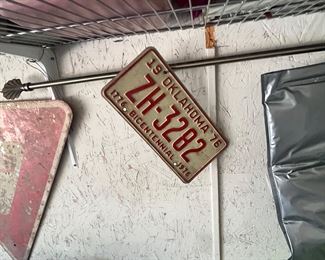 19 OKLAHOMA 76
ZH-3282
1776 BICENTENNIAL 1976